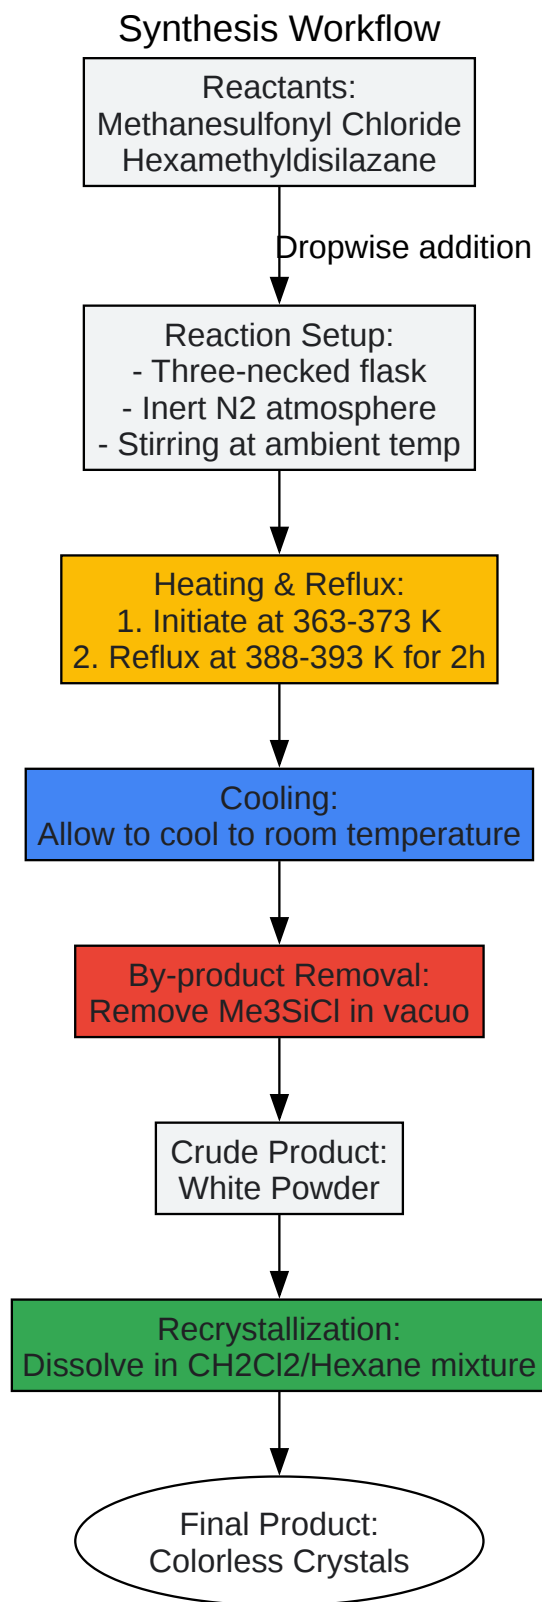 Synthesis Workflow
Reactants:
Methanesulfonyl Chloride
Hexamethyldisilazane
Dropwise addition
Reaction Setup:
- Three-necked flask
- Inert N2 atmosphere
- Stirring at ambient temp
Heating & Reflux:
1. Initiate at 363-373 K
2. Reflux at 388-393 K for 2h
Cooling:
Allow to cool to room temperature
By-product Removal:
Remove Me3SiCl in vacuo
Crude Product:
White Powder
Recrystallization:
Dissolve in CH2Cl2/Hexane mixture
Final Product:
Colorless Crystals